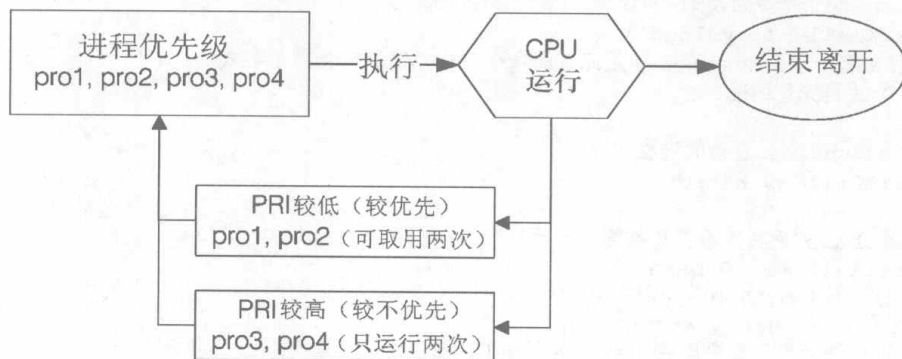 进程优先级
pro1, pro2, pro3, pro4
执行
CPU
运行
结束离开
PRI较低（较优先）
pro1, pro2（可取用两次）
PRI较高（较不优先）
pro3, pro4（只运行两次）